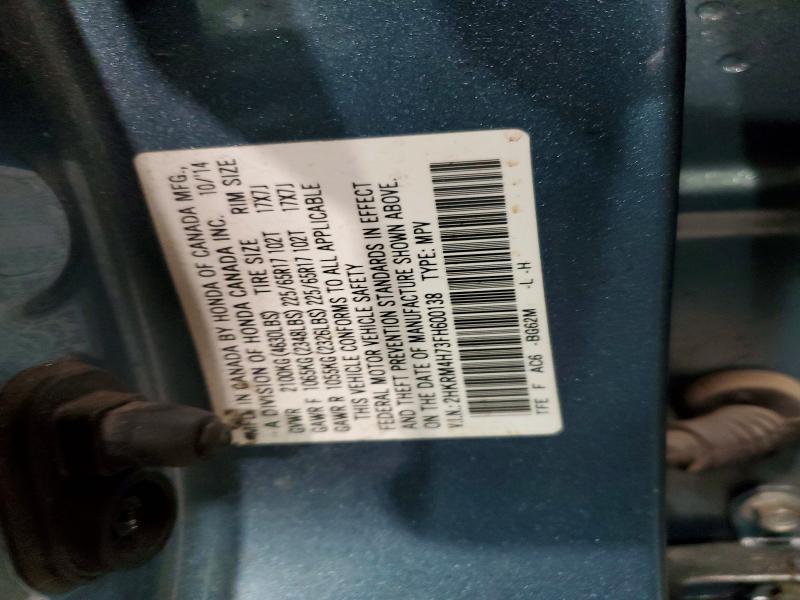 IN CANADA BY HONDA OF CANADA MFG.,
A DIVISION OF HONDA CANADA INC. 10/14
TIRE SIZE RIM SIZE
GVWR 2100KG (4630LBS)
GAWR F 1065KG (2348LBS) 225/65R17 102T 17X7J
GAWR R 1055KG (2326LBS) 225/65R17 102T 17X7J
THIS VEHICLE CONFORMS TO ALL APPLICABLE
FEDERAL MOTOR VEHICLE SAFETY
AND THEFT PREVENTION STANDARDS IN EFFECT
ON THE DATE OF MANUFACTURE SHOWN ABOVE.
V.I.N.:2HKRM4H73FH600138 TYPE: MPV
TFE F AC6 -BG62M -L -H